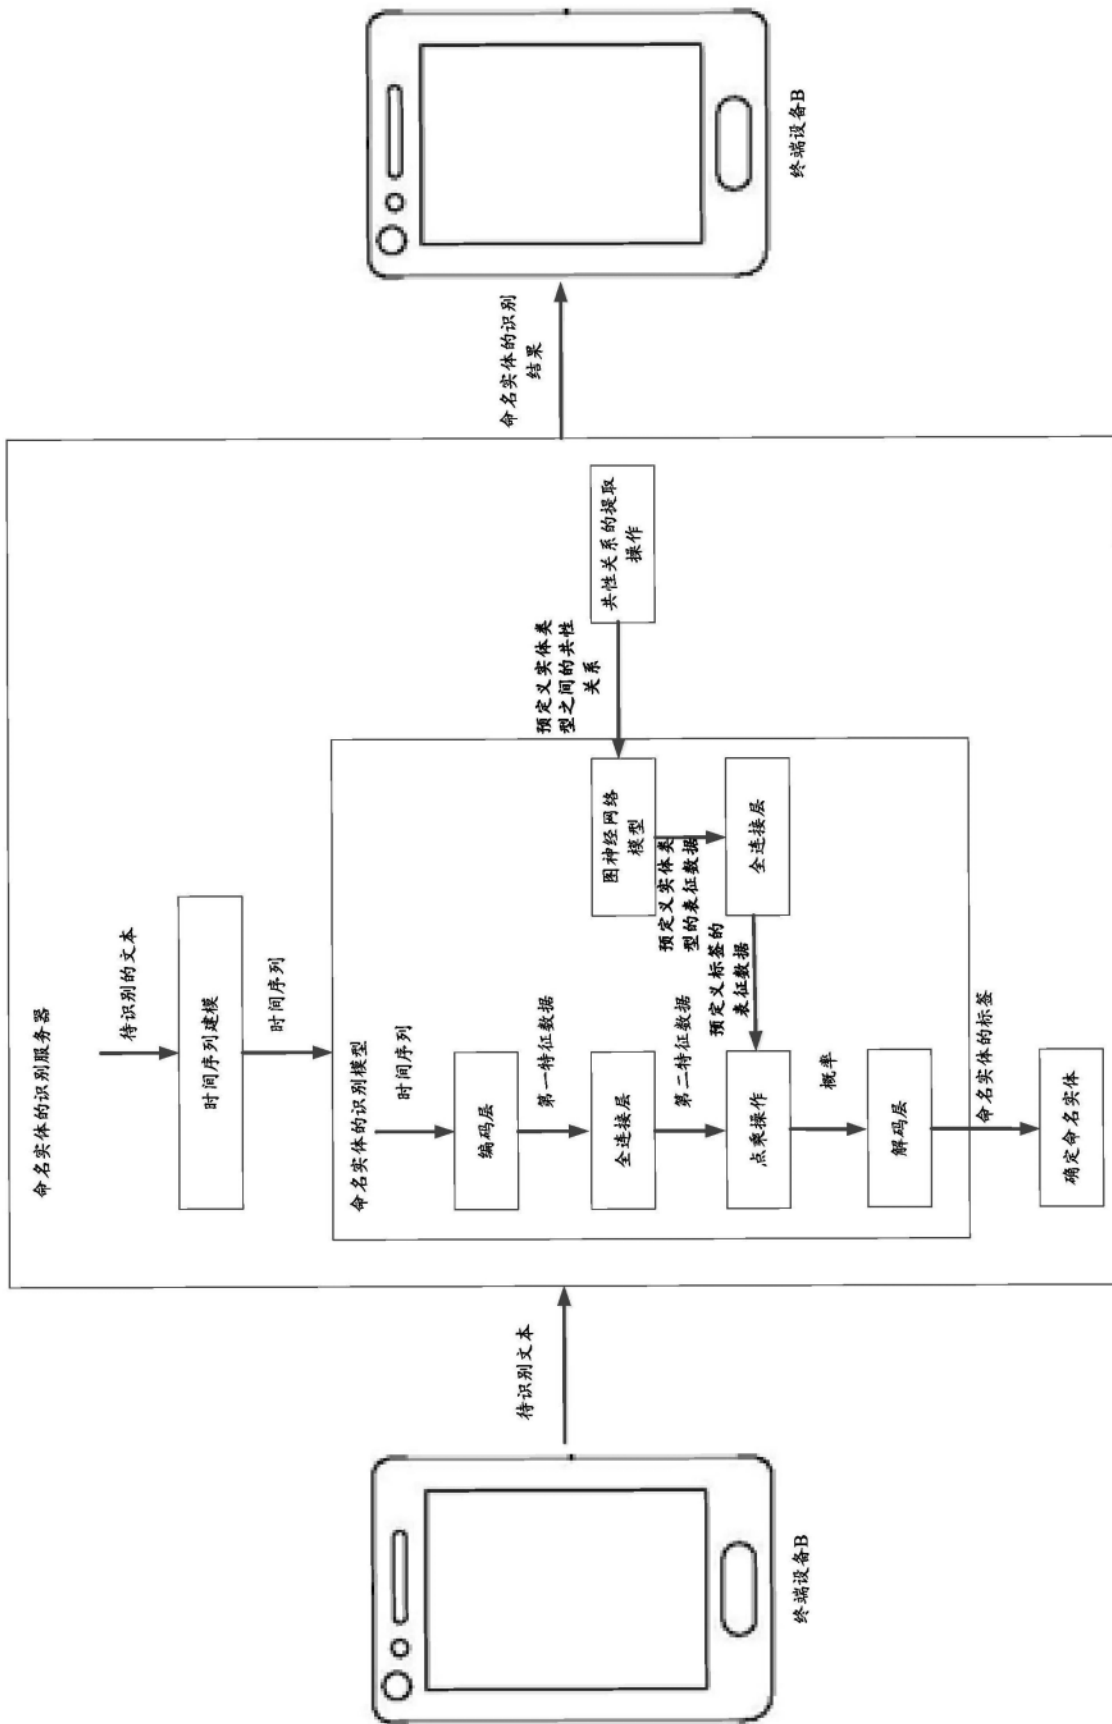 终端设备B
待识别文本
命名实体的识别服务器
待识别的文本
时间序列建模
时间序列
命名实体的识别模型
时间序列
编码层
第一特征数据
全连接层
第二特征数据
点乘操作
概率
解码层
命名实体的标签
确定命名实体
共性关系的提取
操作
预定义实体类
型之间的共性
关系
图神经网络
模型
预定义实体类
型的表征数据
全连接层
预定义标签的
表征数据
命名实体的识别
结果
终端设备B